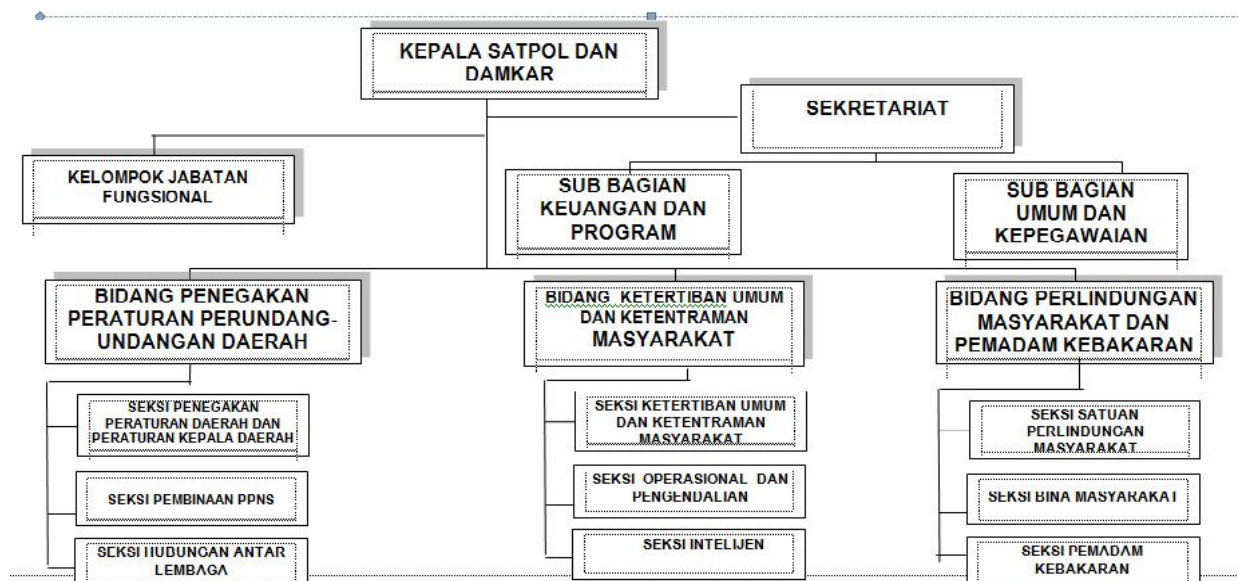 KEPALA SATPOL DAN
DAMKAR
SEKRETARIAT
KELOMPOK JABATAN
FUNGSIONAL
SUB BAGIAN
KEUANGAN DAN
PROGRAM
SUB BAGIAN
UMUM DAN
KEPEGAWAIAN
BIDANG PENEGAKAN
PERATURAN PERUNDANG-
UNDANGAN DAERAH
BIDANG KETERTIBAN UMUM
DAN KETENTRAMAN
MASYARAKAT
BIDANG PERLINDUNGAN
MASYARAKAT DAN
PEMADAM KEBAKARAN
SEKSI PENEGAKAN
PERATURAN DAERAH DAN
PERATURAN KEPALA DAERAH
SEKSI PEMBINAAN PPNS
SEKSI HUBUNGAN ANTAR
LEMBAGA
SEKSI KETERTIBAN UMUM
DAN KETENTRAMAN
MASYARAKAT
SEKSI OPERASIONAL DAN
PENGENDALIAN
SEKSI INTELIJEN
SEKSI SATUAN
PERLINDUNGAN
MASYARAKAT
SEKSI BINA MASYARAKAT
SEKSI PEMADAM
KEBAKARAN